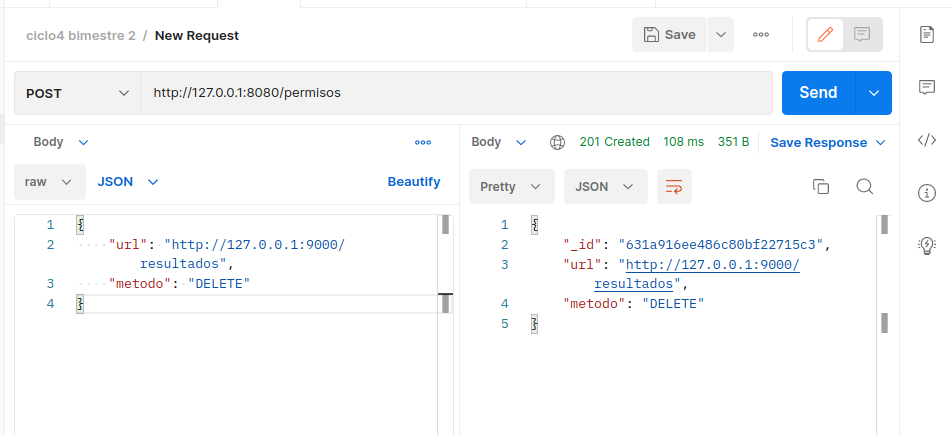 ciclo4 bimestre 2 / New Request
Save
POST
http://127.0.0.1:8080/permisos
Send
Body
raw
JSON
Beautify
1 {
2 "url": "http://127.0.0.1:9000/
resultados",
3 "metodo": "DELETE"
4 }
Body
201 Created 108 ms 351 B
Save Response
Pretty
JSON
1 {
2 "_id": "631a916ee486c80bf22715c3",
3 "url": "http://127.0.0.1:9000/
resultados",
4 "metodo": "DELETE"
5 }